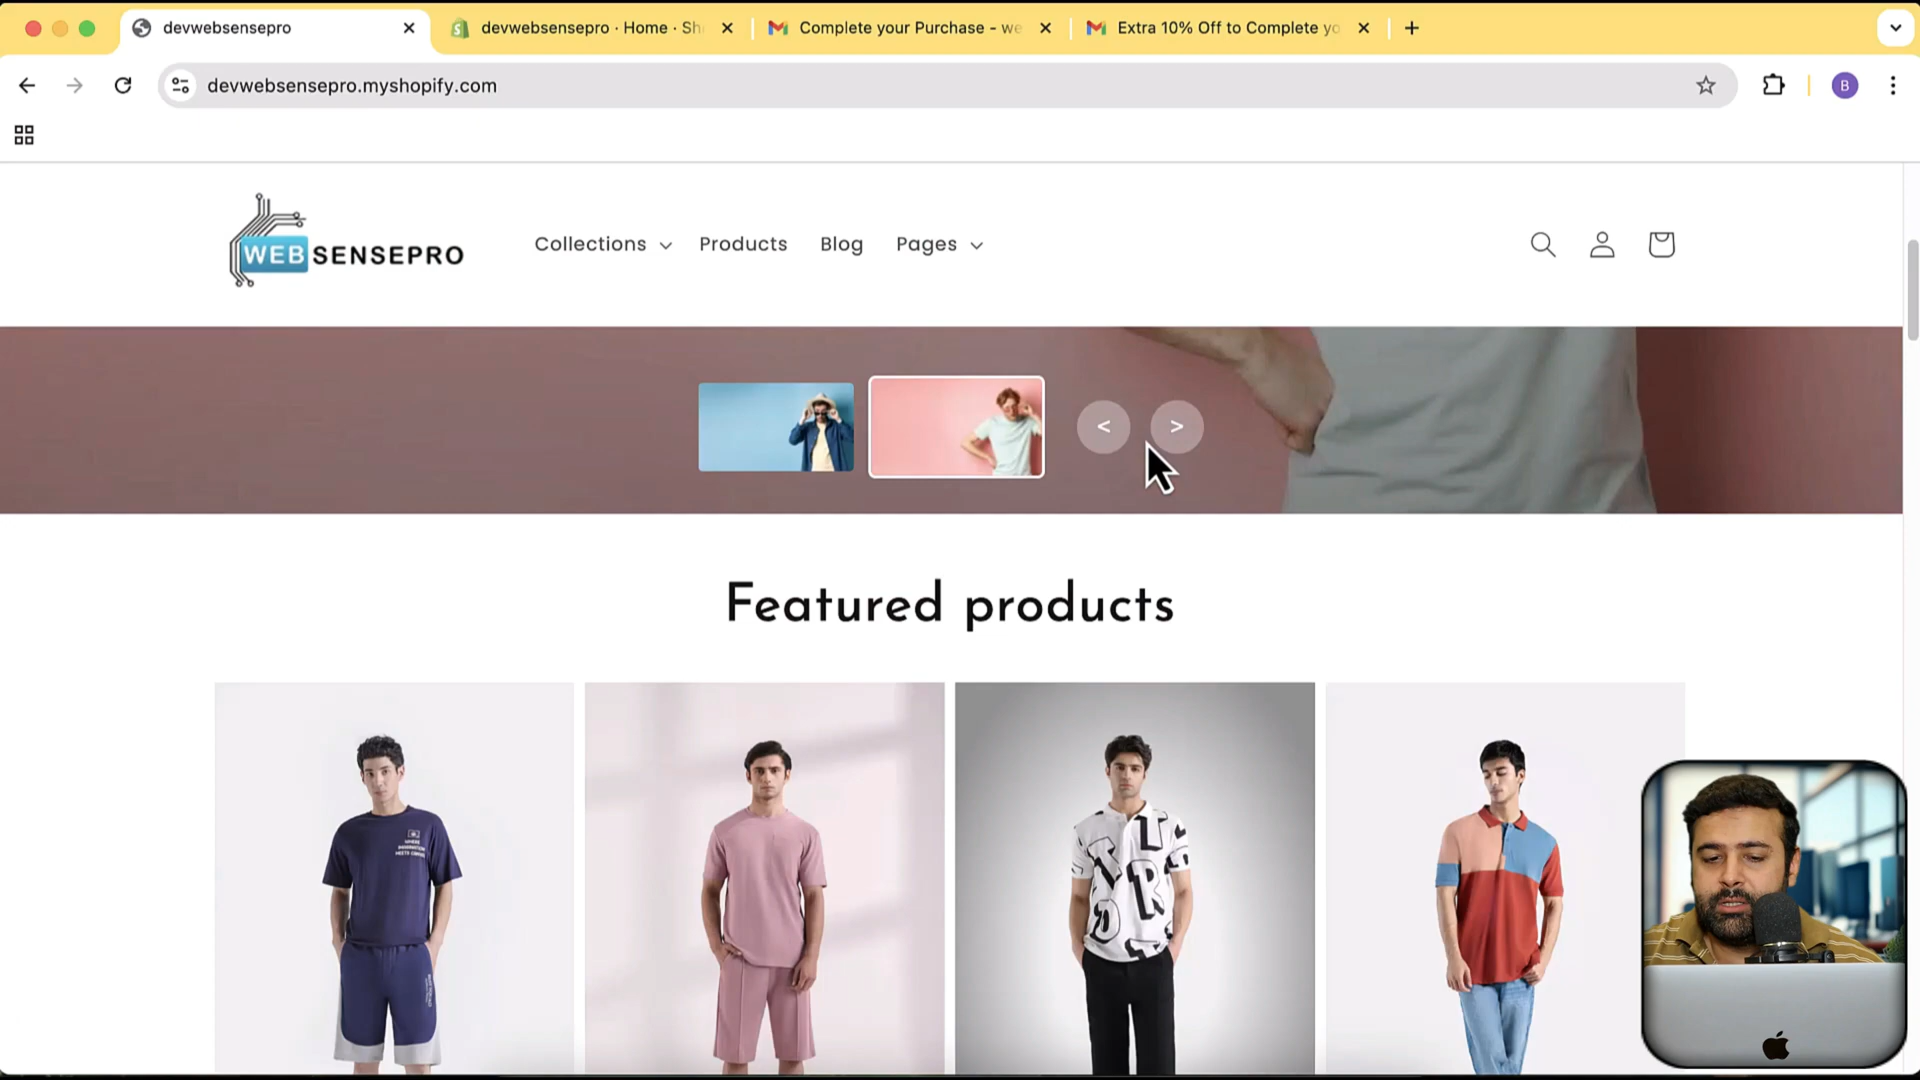 devwebsensepro
devwebsensepro · Home · Sh
Complete your Purchase - we
Extra 10% Off to Complete yo
devwebsensepro.myshopify.com
B
WEB SENSEPRO
Collections
Products
Blog
Pages
<
>
Featured products